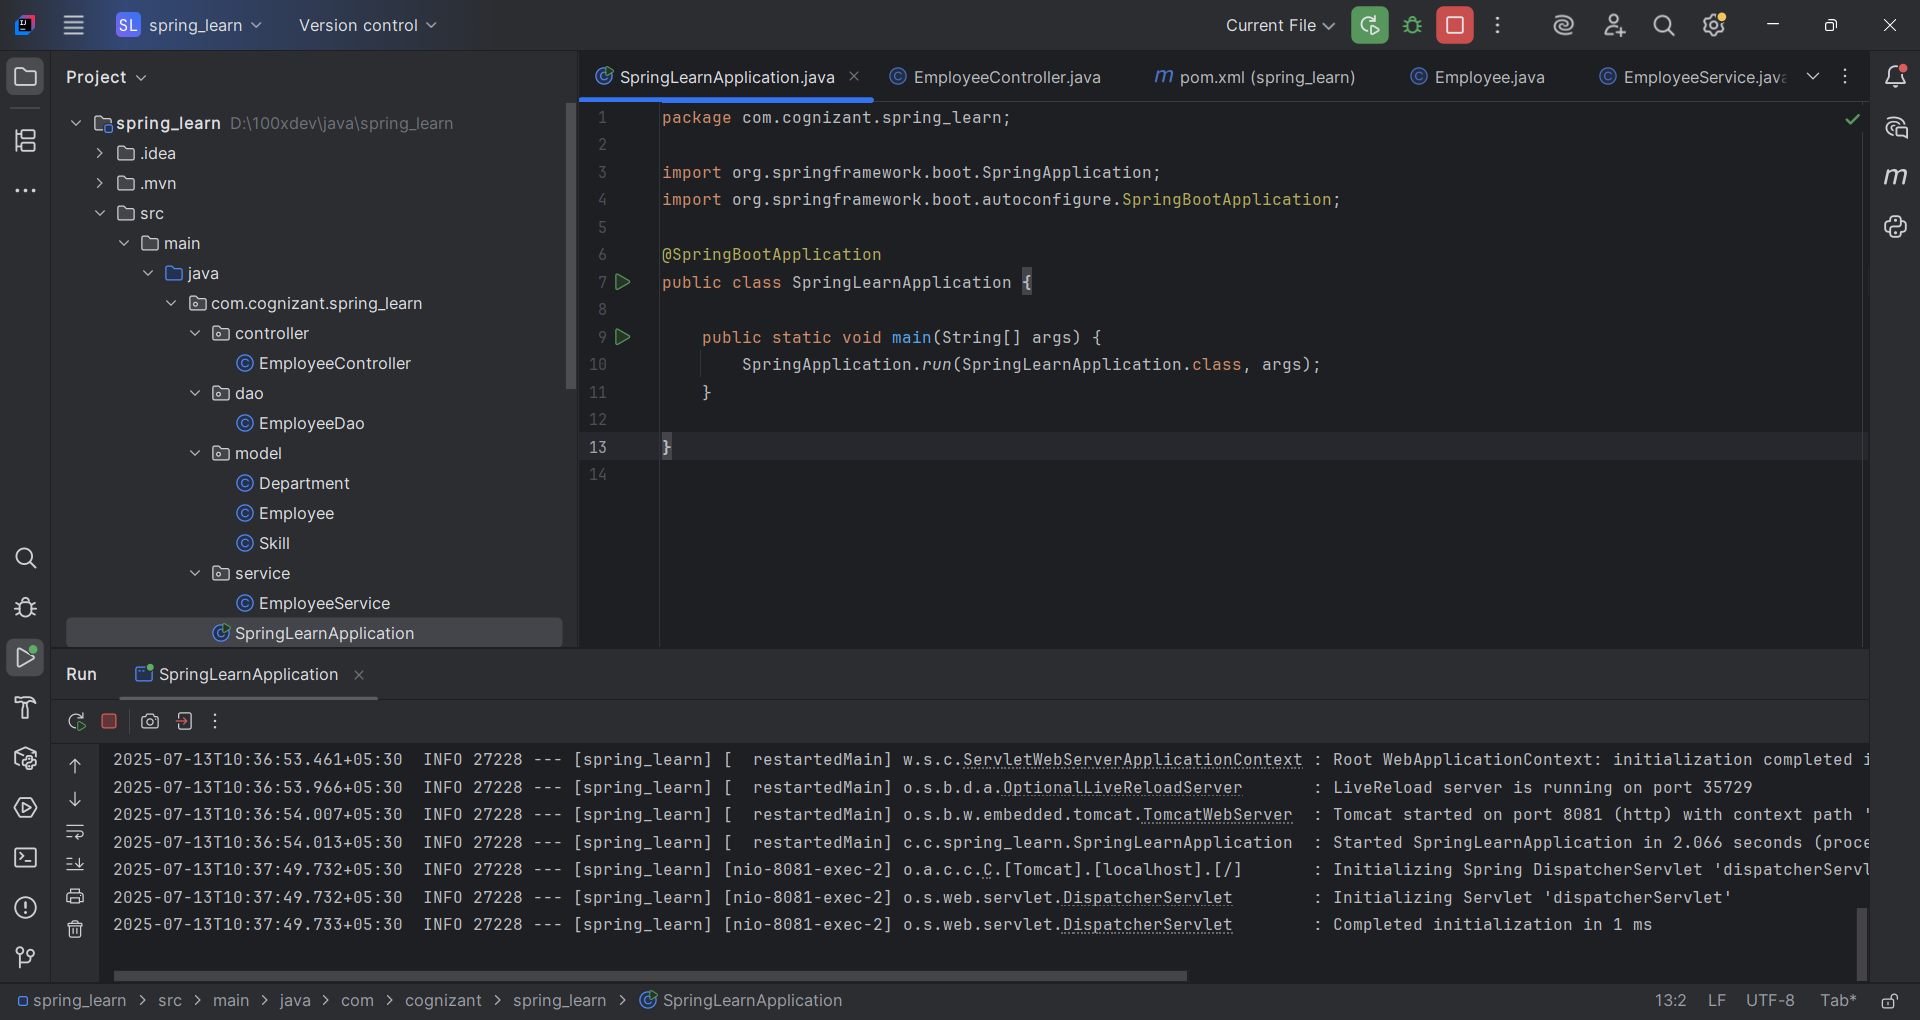 SL spring_learn Version control Current File
Project
SpringLearnApplication.java EmployeeController.java pom.xml (spring_learn) Employee.java EmployeeService.java
spring_learn D:\100xdev\java\spring_learn
.idea
.mvn
src
main
java
com.cognizant.spring_learn
controller
EmployeeController
dao
EmployeeDao
model
Department
Employee
Skill
service
EmployeeService
SpringLearnApplication
1 package com.cognizant.spring_learn;
2
3 import org.springframework.boot.SpringApplication;
4 import org.springframework.boot.autoconfigure.SpringBootApplication;
5
6 @SpringBootApplication
7 public class SpringLearnApplication {
8
9 public static void main(String[] args) {
10 SpringApplication.run(SpringLearnApplication.class, args);
11 }
12
13 }
14
Run SpringLearnApplication
2025-07-13T10:36:53.461+05:30 INFO 27228 --- [spring_learn] [ restartedMain] w.s.c.ServletWebServerApplicationContext : Root WebApplicationContext: initialization completed i
2025-07-13T10:36:53.966+05:30 INFO 27228 --- [spring_learn] [ restartedMain] o.s.b.d.a.OptionalLiveReloadServer : LiveReload server is running on port 35729
2025-07-13T10:36:54.007+05:30 INFO 27228 --- [spring_learn] [ restartedMain] o.s.b.w.embedded.tomcat.TomcatWebServer : Tomcat started on port 8081 (http) with context path '
2025-07-13T10:36:54.013+05:30 INFO 27228 --- [spring_learn] [ restartedMain] c.c.spring_learn.SpringLearnApplication : Started SpringLearnApplication in 2.066 seconds (proce
2025-07-13T10:37:49.732+05:30 INFO 27228 --- [spring_learn] [nio-8081-exec-2] o.a.c.c.C.[Tomcat].[localhost].[/] : Initializing Spring DispatcherServlet 'dispatcherServl
2025-07-13T10:37:49.732+05:30 INFO 27228 --- [spring_learn] [nio-8081-exec-2] o.s.web.servlet.DispatcherServlet : Initializing Servlet 'dispatcherServlet'
2025-07-13T10:37:49.733+05:30 INFO 27228 --- [spring_learn] [nio-8081-exec-2] o.s.web.servlet.DispatcherServlet : Completed initialization in 1 ms
spring_learn > src > main > java > com > cognizant > spring_learn > SpringLearnApplication 13:2 LF UTF-8 Tab*